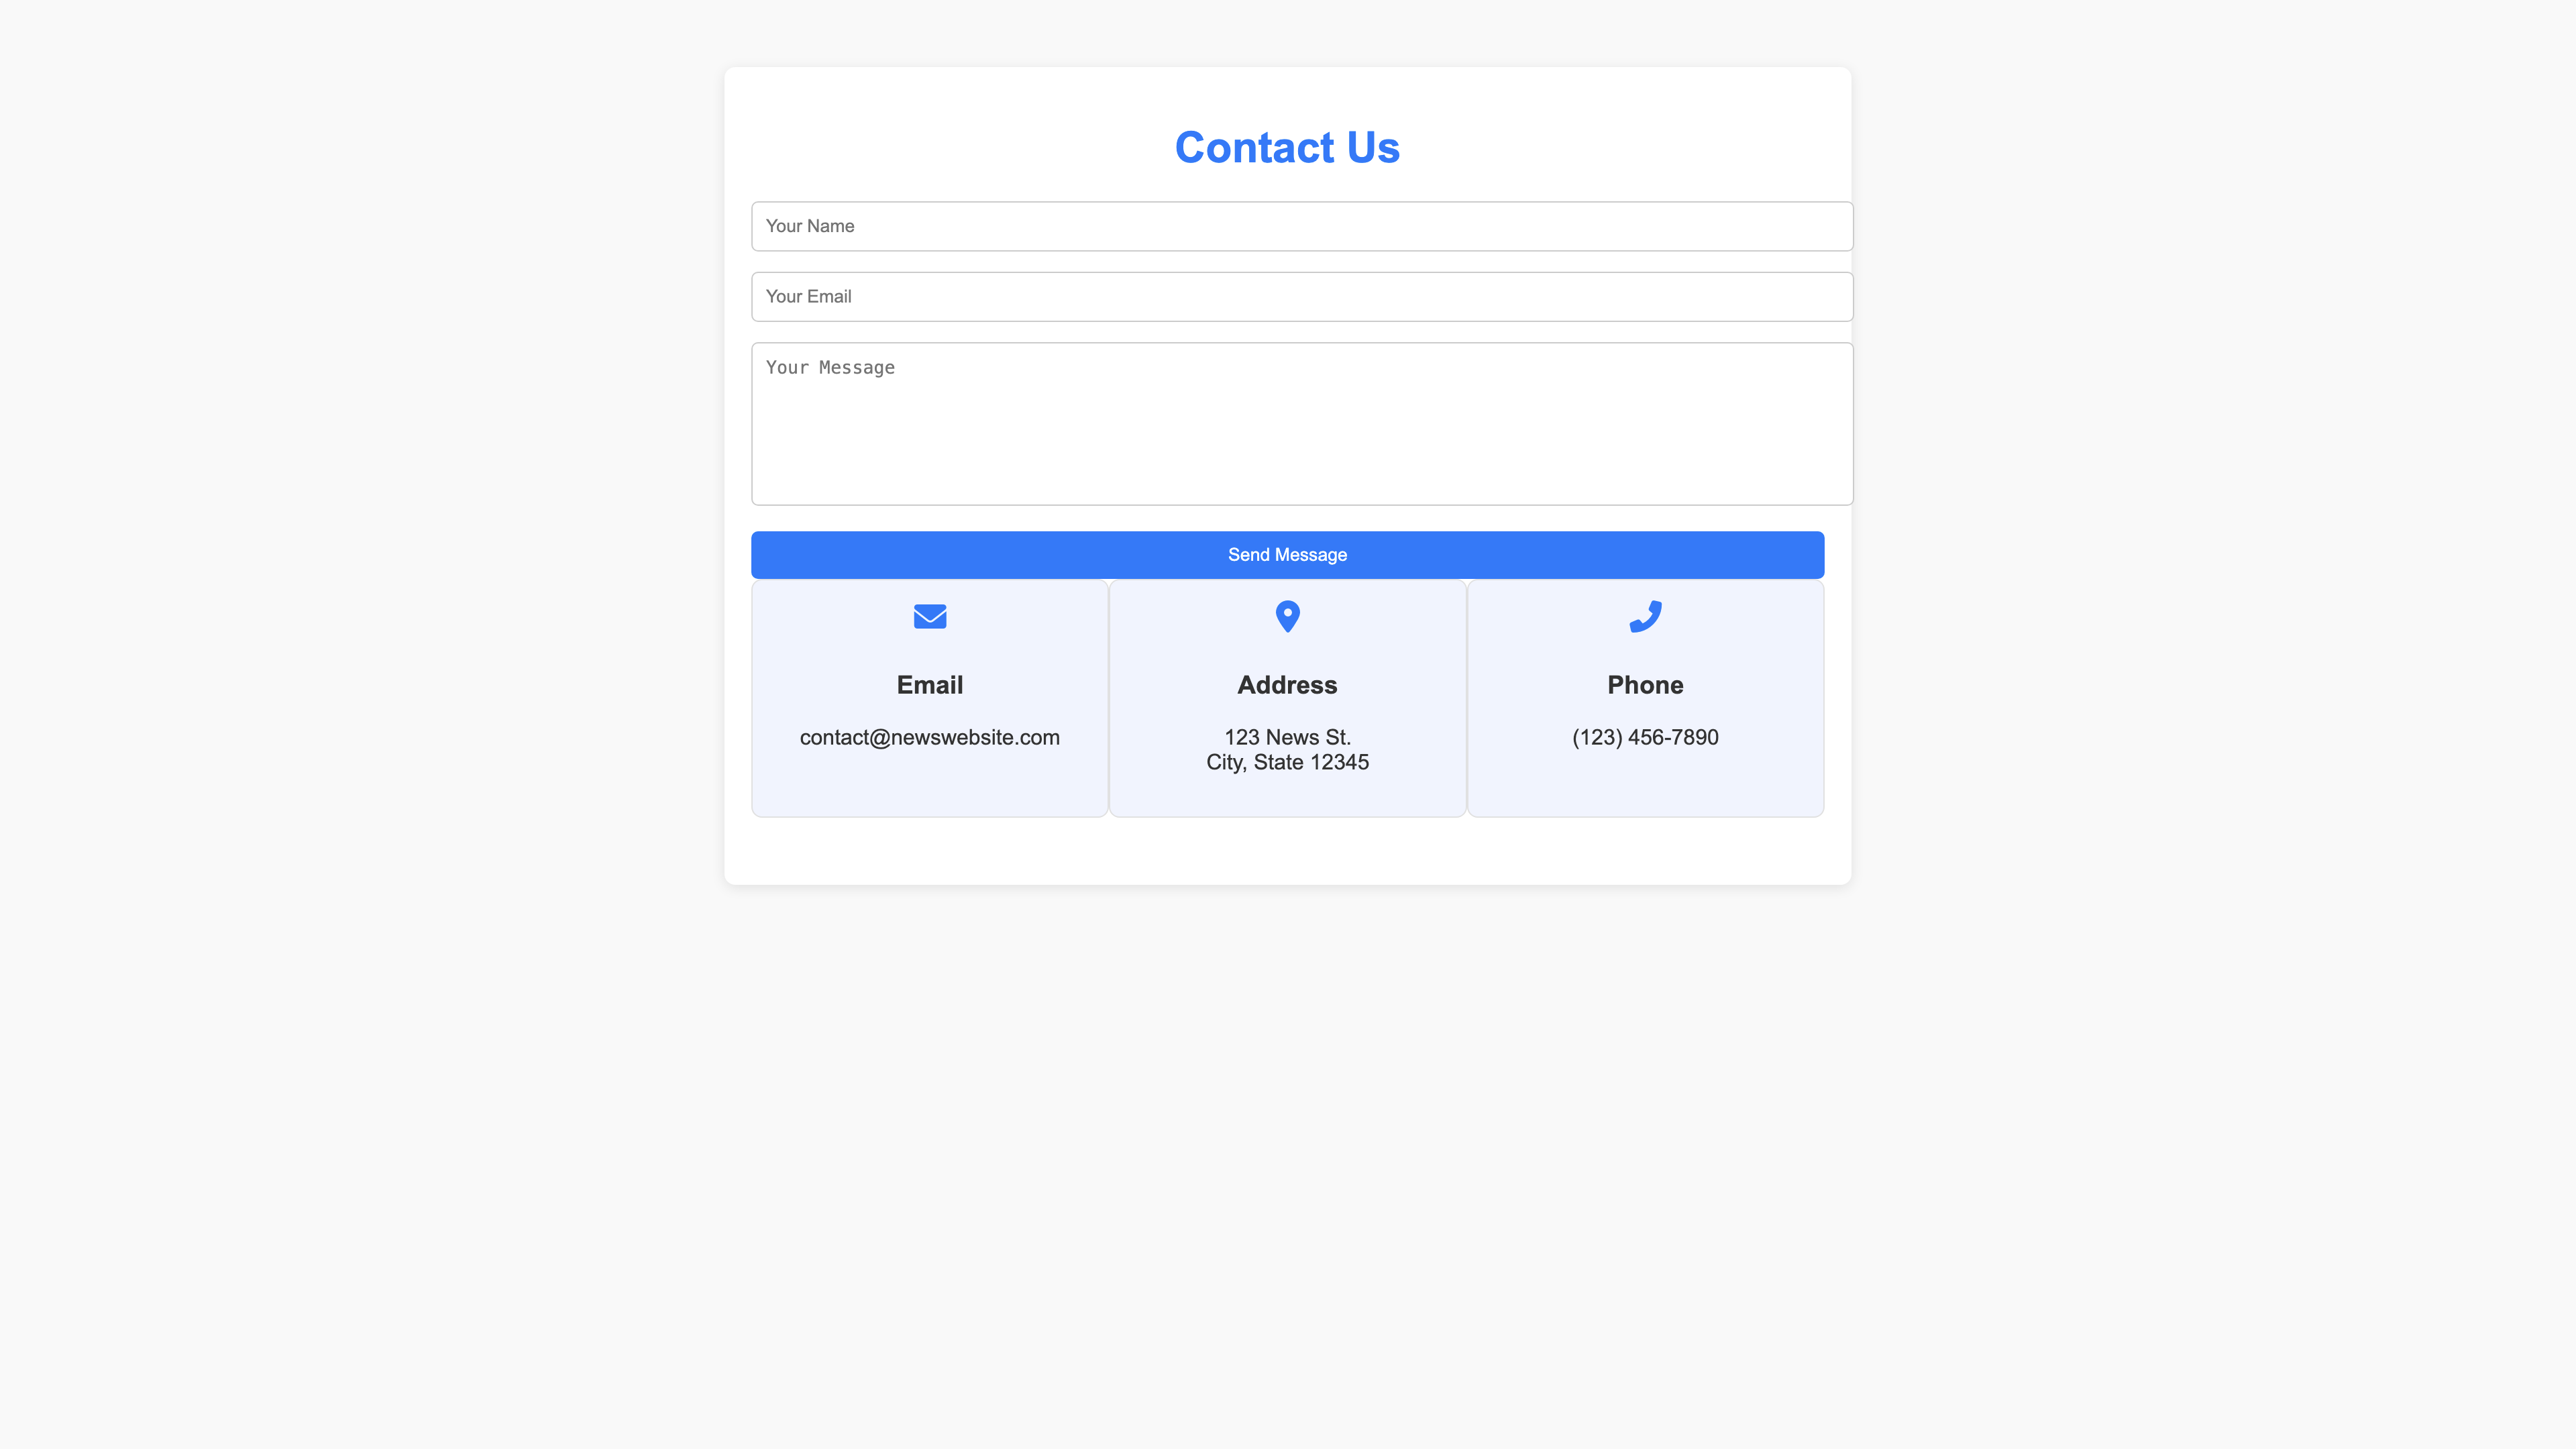 Contact Us
Your Name
Your Email
Your Message
Send Message
Email
contact@newswebsite.com
Address
123 News St.
City, State 12345
Phone
(123) 456-7890